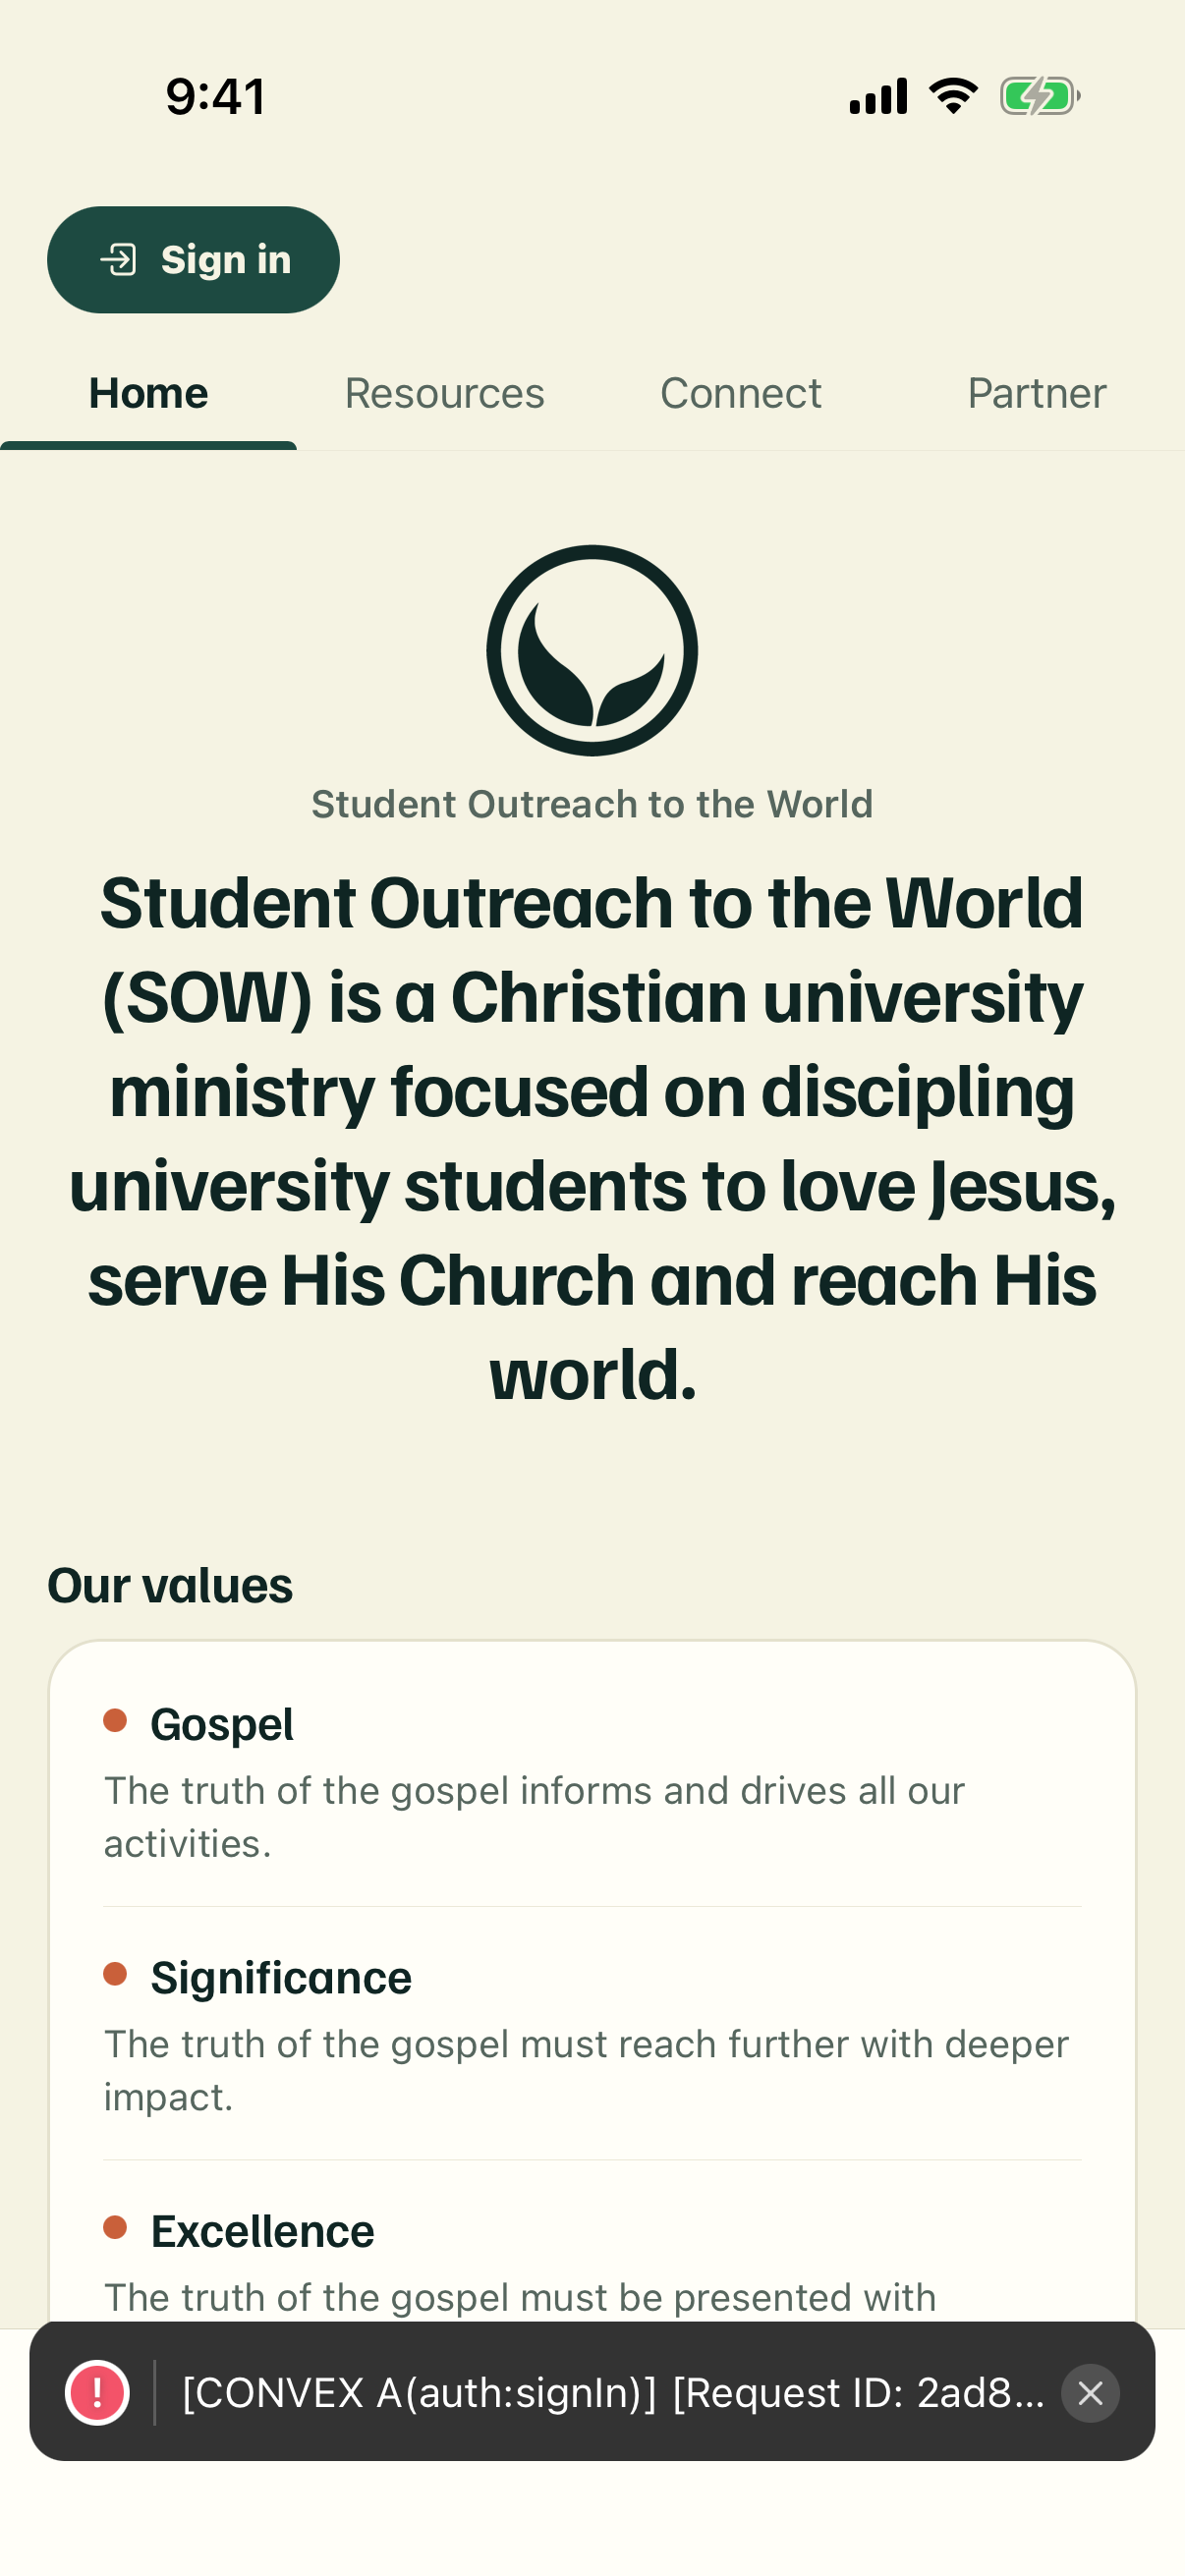 9:41
Sign in
Home Resources Connect Partner
Student Outreach to the World
Student Outreach to the World
(SOW) is a Christian university
ministry focused on discipling
university students to love Jesus,
serve His Church and reach His
world.
Our values
Gospel
The truth of the gospel informs and drives all our
activities.
Significance
The truth of the gospel must reach further with deeper
impact.
Excellence
The truth of the gospel must be presented with
[CONVEX A(auth:signIn)] [Request ID: 2ad8...